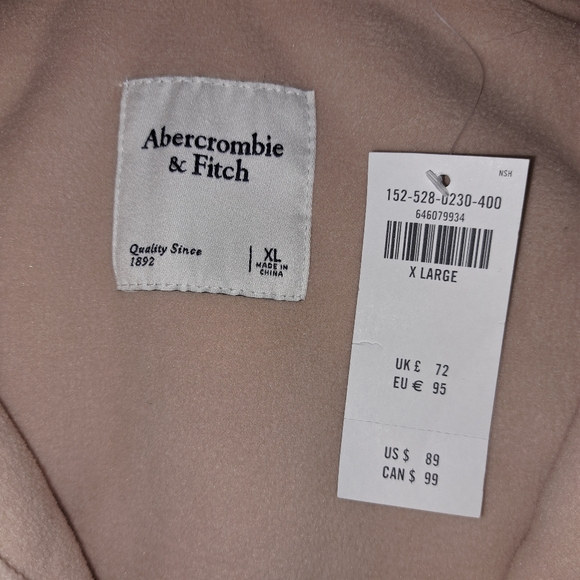 Abercrombie
& Fitch
Quality Since
1892
XL
MADE IN
CHINA
NSH
152-528-0230-400
646079934
X LARGE
UK £ 72
EU € 95
US $ 89
CAN $ 99